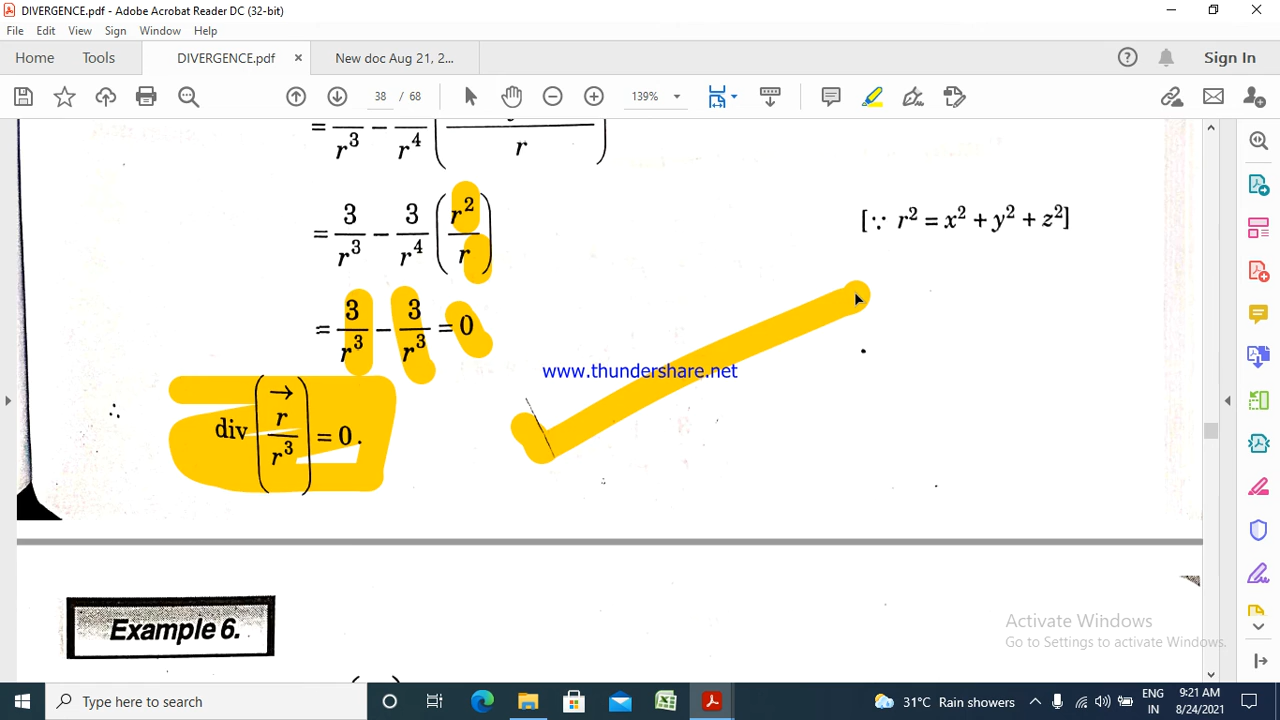 DIVERGENCE.pdf - Adobe Acrobat Reader DC (32-bit)
File Edit View Sign Window Help
Home Tools DIVERGENCE.pdf × New doc Aug 21, 2... Sign In
38 / 68 139%
= r³ − r⁴ ( r )
= 3/r³ − 3/r⁴ (r²/r) [∵ r² = x² + y² + z²]
= 3/r³ − 3/r³ = 0
www.thundershare.net
∴ div (r⃗/r³) = 0.
Example 6.
Activate Windows
Go to Settings to activate Windows.
Type here to search
31°C Rain showers
ENG
IN
9:21 AM
8/24/2021